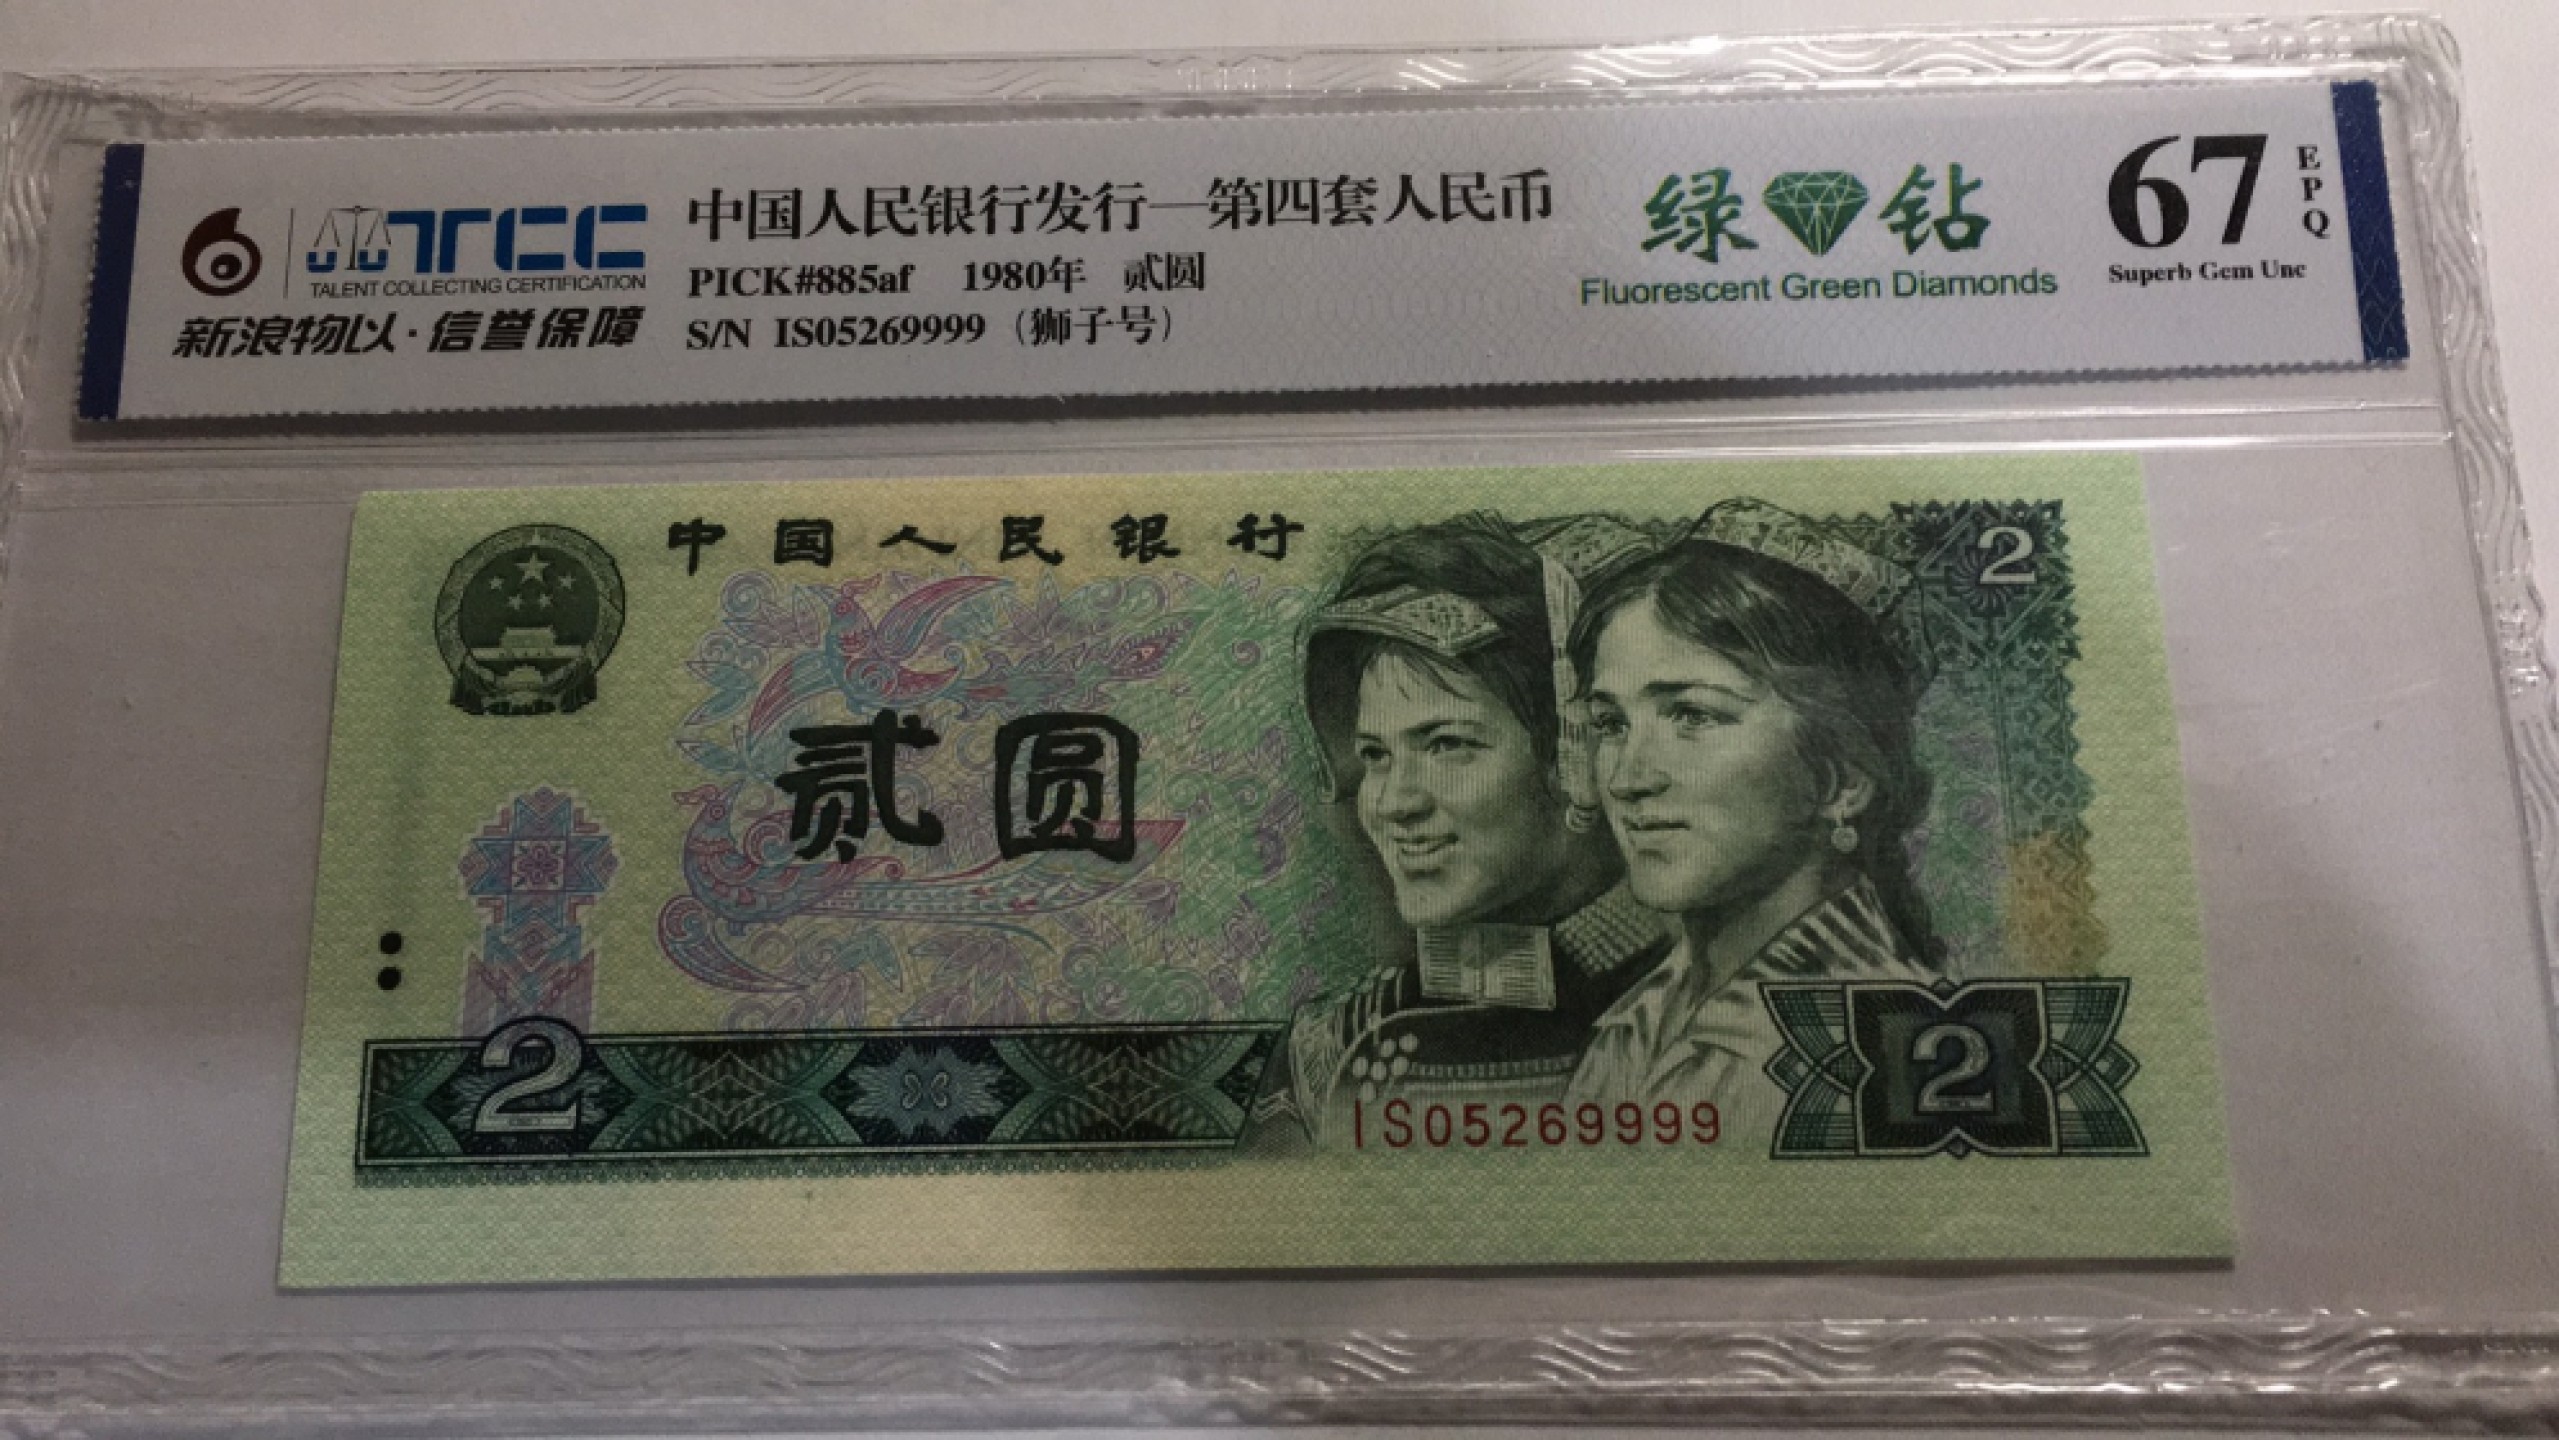 UTCC
TALENT COLLECTING CERTIFICATION
新浪物以·信誉保障
中国人民银行发行—第四套人民币
PICK#885af 1980年 贰圆
S/N IS05269999（狮子号）
绿 钻
Fluorescent Green Diamonds
67
EPQ
Superb Gem Unc
中国人民银行
2
贰圆
2
2
IS05269999